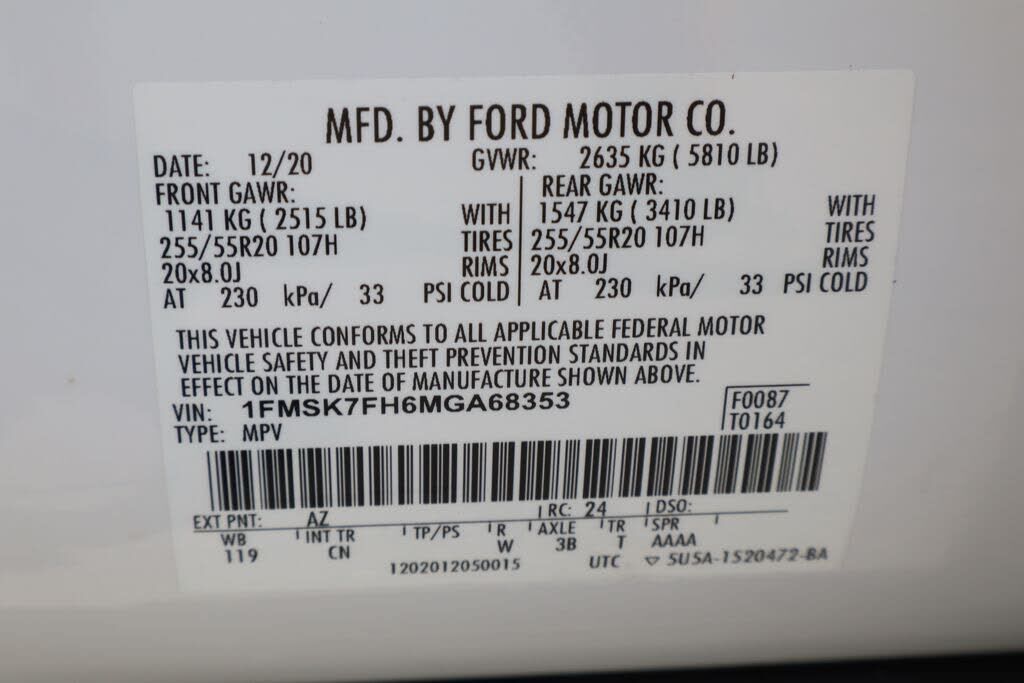 MFD. BY FORD MOTOR CO.
DATE: 12/20 GVWR: 2635 KG ( 5810 LB)
FRONT GAWR: REAR GAWR:
1141 KG ( 2515 LB) WITH 1547 KG ( 3410 LB) WITH
255/55R20 107H TIRES 255/55R20 107H TIRES
20x8.0J RIMS 20x8.0J RIMS
AT 230 kPa/ 33 PSI COLD AT 230 kPa/ 33 PSI COLD
THIS VEHICLE CONFORMS TO ALL APPLICABLE FEDERAL MOTOR
VEHICLE SAFETY AND THEFT PREVENTION STANDARDS IN
EFFECT ON THE DATE OF MANUFACTURE SHOWN ABOVE.
VIN: 1FMSK7FH6MGA68353 F0087
TYPE: MPV T0164
EXT PNT: AZ RC: 24 DSO:
WB INT TR TP/PS R AXLE TR SPR
119 CN W 3B T AAAA
1202012050015 UTC ▽ 5U5A-1520472-BA